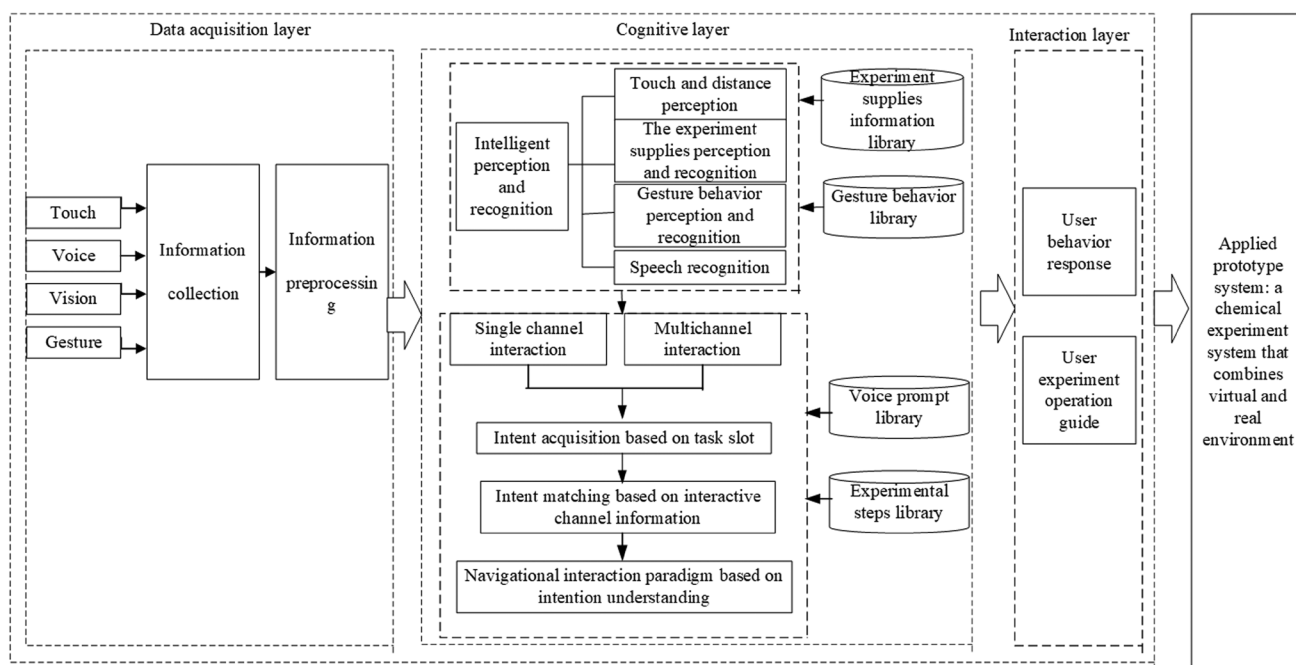 Data acquisition layer
Touch
Voice
Vision
Gesture
Information
collection
Information
preprocessin
g
Cognitive layer
Intelligent
perception
and
recognition
Touch and distance
perception
The experiment
supplies perception
and recognition
Gesture behavior
perception and
recognition
Speech recognition
Experiment
supplies
information
library
Gesture behavior
library
Single channel
interaction
Multichannel
interaction
Intent acquisition based on task slot
Intent matching based on interactive
channel information
Navigational interaction paradigm based on
intention understanding
Voice prompt
library
Experimental
steps library
Interaction layer
User
behavior
response
User
experiment
operation
guide
Applied
prototype
system: a
chemical
experiment
system that
combines
virtual and
real
environment